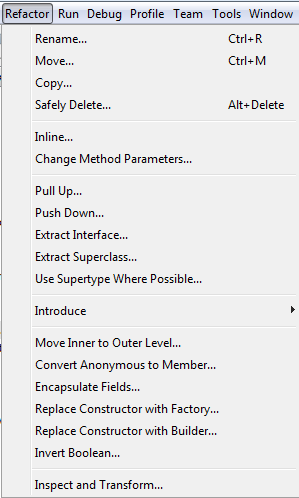 Refactor Run Debug Profile Team Tools Window
Rename... Ctrl+R
Move... Ctrl+M
Copy...
Safely Delete... Alt+Delete
Inline...
Change Method Parameters...
Pull Up...
Push Down...
Extract Interface...
Extract Superclass...
Use Supertype Where Possible...
Introduce
Move Inner to Outer Level...
Convert Anonymous to Member...
Encapsulate Fields...
Replace Constructor with Factory...
Replace Constructor with Builder...
Invert Boolean...
Inspect and Transform...